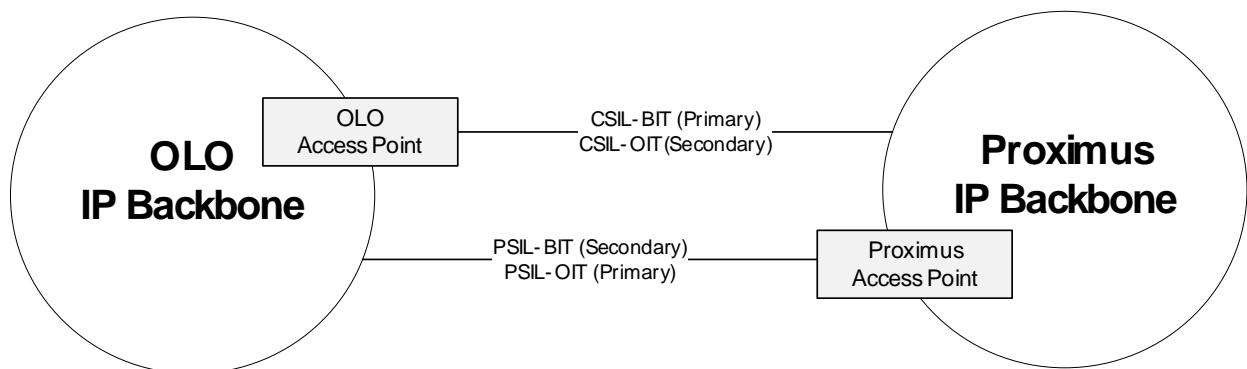 OLO
Access Point
CSIL-BIT (Primary)
CSIL-OIT(Secondary)
OLO
IP Backbone
Proximus
IP Backbone
PSIL-BIT (Secondary)
PSIL-OIT (Primary)
Proximus
Access Point